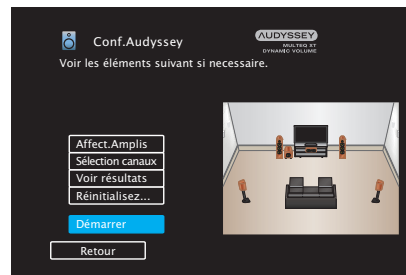 Conf.Audyssey
AUDYSSEY
MULTEQ XT
DYNAMIC VOLUME
Voir les éléments suivant si necessaire.
Affect.Amplis
Sélection canaux
Voir résultats
Réinitialisez...
Démarrer
Retour